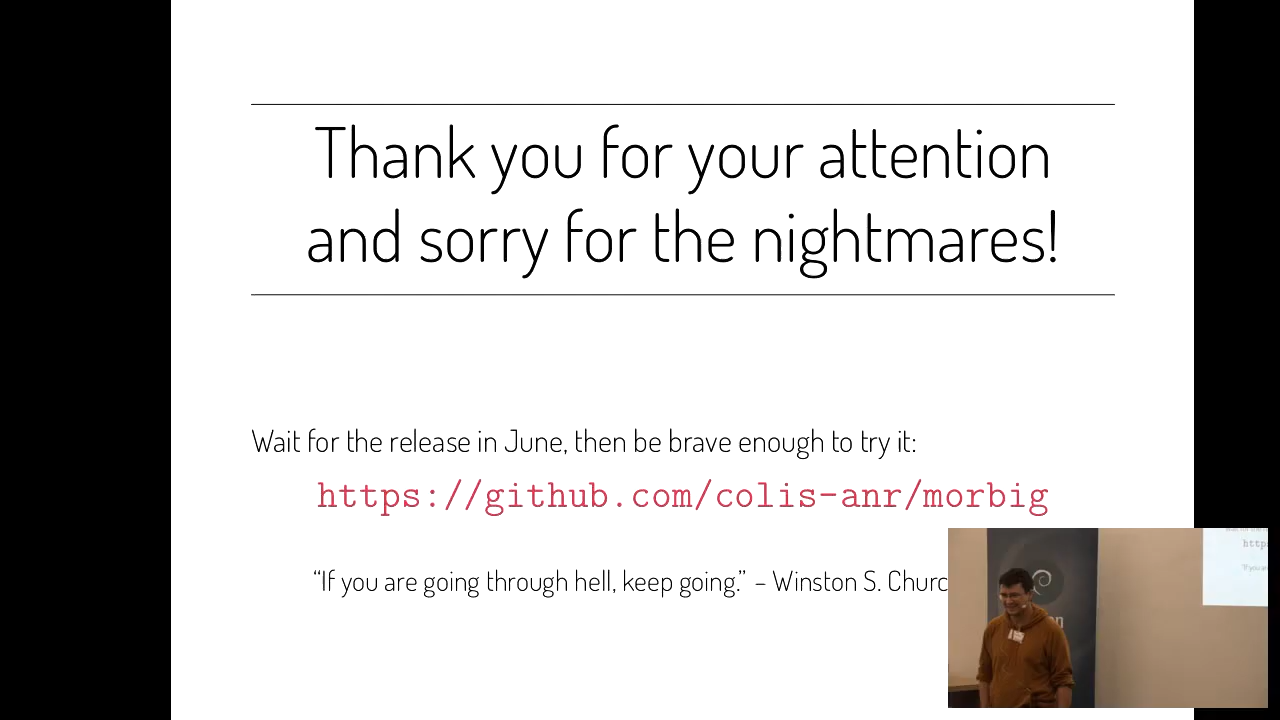 Thank you for your attention
and sorry for the nightmares!
Wait for the release in June, then be brave enough to try it:
https://github.com/colis-anr/morbig
“If you are going through hell, keep going.” – Winston S. Churc
http